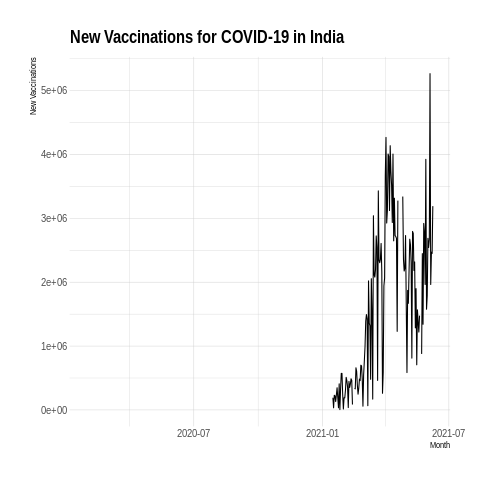 New Vaccinations for COVID-19 in India
New Vaccinations
5e+06
4e+06
3e+06
2e+06
1e+06
0e+00
2020-07 2021-01 2021-07
Month